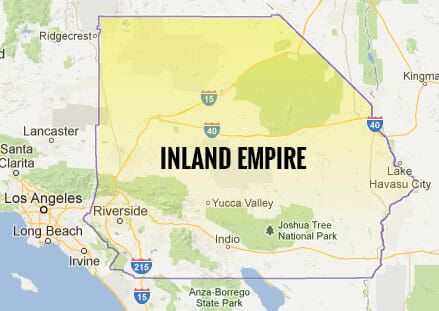 Ridgecrest
15
Kingma
40
40
Lancaster
INLAND EMPIRE
Santa
Clarita
Lake
Havasu City
Los Angeles
Yucca Valley
Riverside
Long Beach
Joshua Tree
National Park
Indio
Irvine
215
15
Anza-Borrego
State Park